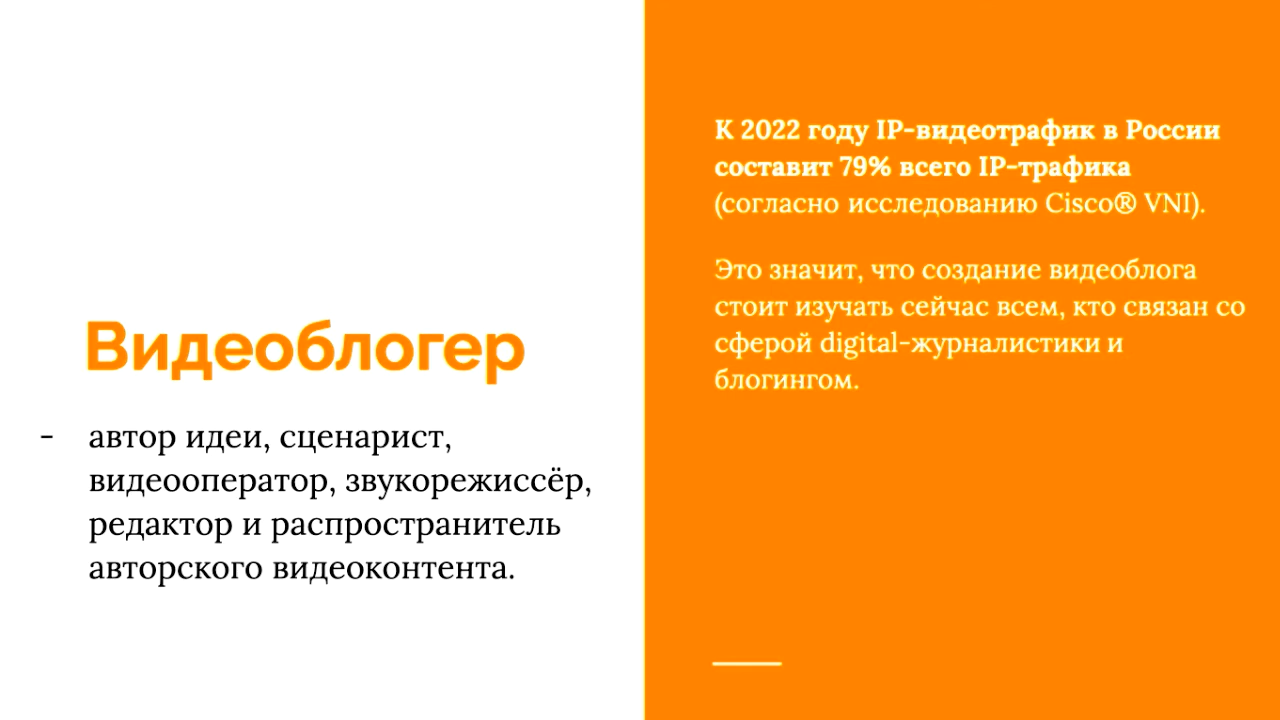 Видеоблогер
- автор идеи, сценарист,
видеооператор, звукорежиссёр,
редактор и распространитель
авторского видеоконтента.
К 2022 году IP-видеотрафик в России
составит 79% всего IP-трафика
(согласно исследованию Cisco® VNI).
Это значит, что создание видеоблога
стоит изучать сейчас всем, кто связан со
сферой digital-журналистики и
блогингом.